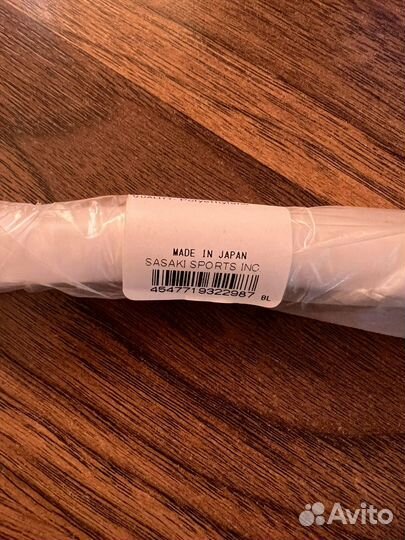 MADE IN JAPAN
SASAKI SPORTS INC
4547719322987 BL
Avito